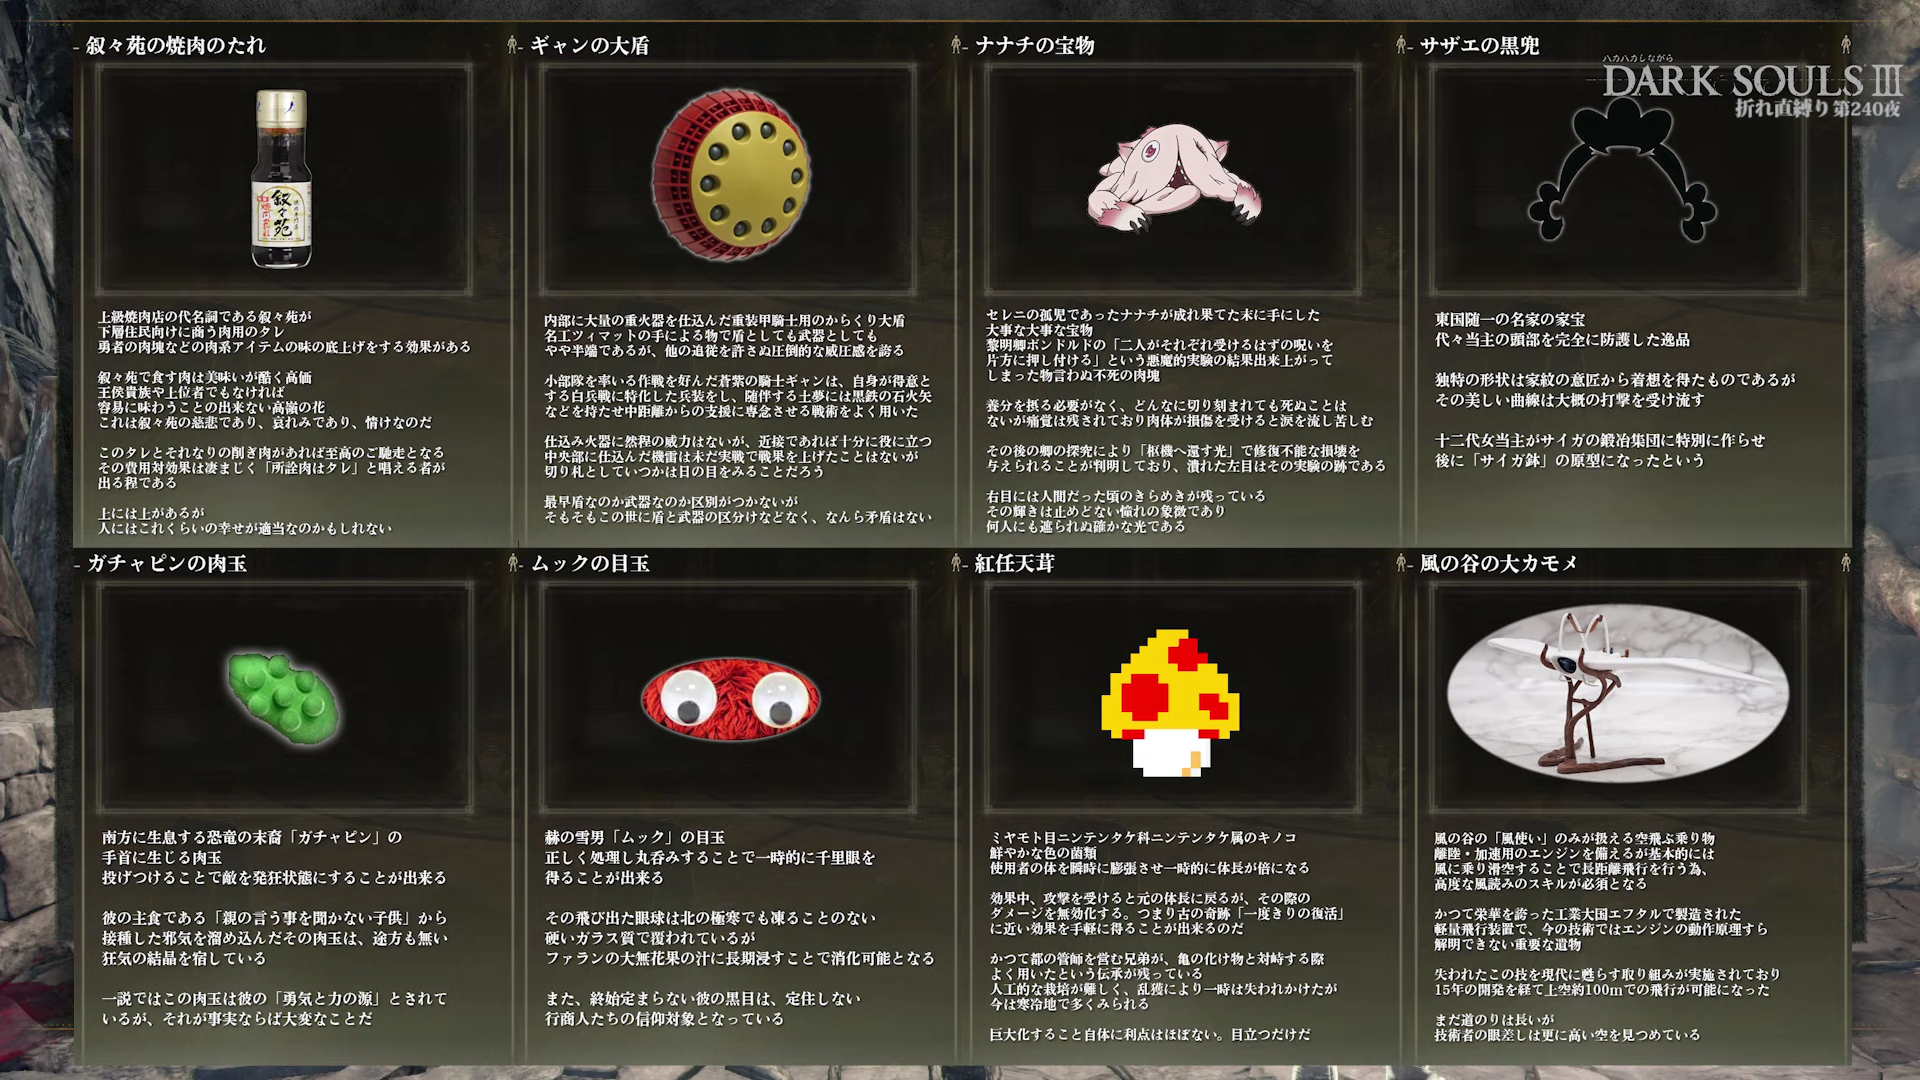 叙々苑の焼肉のたれ
上級焼肉店の代名詞である叙々苑が
下層住民向けに商う肉用のタレ
勇者の肉塊などの肉系アイテムの味の底上げをする効果がある
叙々苑で食す肉は美味いが酷く高価
王侯貴族や上位者でもなければ
容易に味わうことの出来ない高嶺の花
これは叙々苑の慈悲であり、哀れみであり、情けなのだ
このタレとそれなりの削ぎ肉があれば至高のご馳走となる
その費用対効果は凄まじく「所詮肉はタレ」と唱える者が
出る程である
上には上があるが
人にはこれくらいの幸せが適当なのかもしれない
叙々苑
ギャンの大盾
内部に大量の重火器を仕込んだ重装甲騎士用のからくり大盾
名工ツィマットの手による物で盾としても武器としても
やや半端であるが、他の追従を許さぬ圧倒的な威圧感を誇る
小部隊を率いる作戦を好んだ蒼紫の騎士ギャンは、自身が得意と
する白兵戦に特化した兵装をし、随伴する土夢には黒鉄の石火矢
などを持たせ中距離からの支援に専念させる戦術をよく用いた
仕込み火器に然程の威力はないが、近接であれば十分に役に立つ
中央部に仕込んだ機雷は未だ実戦で戦果を上げたことはないが
切り札としていつかは日の目をみることだろう
最早盾なのか武器なのか区別がつかないが
そもそもこの世に盾と武器の区分けなどなく、なんら矛盾はない
ナナチの宝物
セレニの孤児であったナナチが成れ果てた末に手にした
大事な大事な宝物
黎明卿ボンドルドの「二人がそれぞれ受けるはずの呪いを
片方に押し付ける」という悪魔的実験の結果出来上がって
しまった物言わぬ不死の肉塊
養分を摂る必要がなく、どんなに切り刻まれても死ぬことは
ないが痛覚は残されており肉体が損傷を受けると涙を流し苦しむ
その後の卿の探究により「枢機へ還す光」で修復不能な損壊を
与えられることが判明しており、潰れた左目はその実験の跡である
右目には人間だった頃のきらめきが残っている
その輝きは止めどない憧れの象徴であり
何人にも遮られぬ確かな光である
サザエの黒兜
ハカハカしながら
DARK SOULS III
折れ直縛り第240夜
東国随一の名家の家宝
代々当主の頭部を完全に防護した逸品
独特の形状は家紋の意匠から着想を得たものであるが
その美しい曲線は大概の打撃を受け流す
十二代女当主がサイガの鍛冶集団に特別に作らせ
後に「サイガ鉢」の原型になったという
ガチャピンの肉玉
南方に生息する恐竜の末裔「ガチャピン」の
手首に生じる肉玉
投げつけることで敵を発狂状態にすることが出来る
彼の主食である「親の言う事を聞かない子供」から
接種した邪気を溜め込んだその肉玉は、途方も無い
狂気の結晶を宿している
一説ではこの肉玉は彼の「勇気と力の源」とされて
いるが、それが事実ならば大変なことだ
ムックの目玉
赫の雪男「ムック」の目玉
正しく処理し丸呑みすることで一時的に千里眼を
得ることが出来る
その飛び出た眼球は北の極寒でも凍ることのない
硬いガラス質で覆われているが
ファランの大無花果の汁に長期浸すことで消化可能となる
また、終始定まらない彼の黒目は、定住しない
行商人たちの信仰対象となっている
紅任天茸
ミヤモト目ニンテンタケ科ニンテンタケ属のキノコ
鮮やかな色の菌類
使用者の体を瞬時に膨張させ一時的に体長が倍になる
効果中、攻撃を受けると元の体長に戻るが、その際の
ダメージを無効化する。つまり古の奇跡「一度きりの復活」
に近い効果を手軽に得ることが出来るのだ
かつて都の管師を営む兄弟が、亀の化け物と対峙する際
よく用いたという伝承が残っている
人工的な栽培が難しく、乱獲により一時は失われかけたが
今は寒冷地で多くみられる
巨大化すること自体に利点はほぼない。目立つだけだ
風の谷の大カモメ
風の谷の「風使い」のみが扱える空飛ぶ乗り物
離陸・加速用のエンジンを備えるが基本的には
風に乗り滑空することで長距離飛行を行う為、
高度な風読みのスキルが必須となる
かつて栄華を誇った工業大国エフタルで製造された
軽量飛行装置で、今の技術ではエンジンの動作原理すら
解明できない重要な遺物
失われたこの技を現代に甦らす取り組みが実施されており
15年の開発を経て上空約100mでの飛行が可能になった
まだ道のりは長いが
技術者の眼差しは更に高い空を見つめている